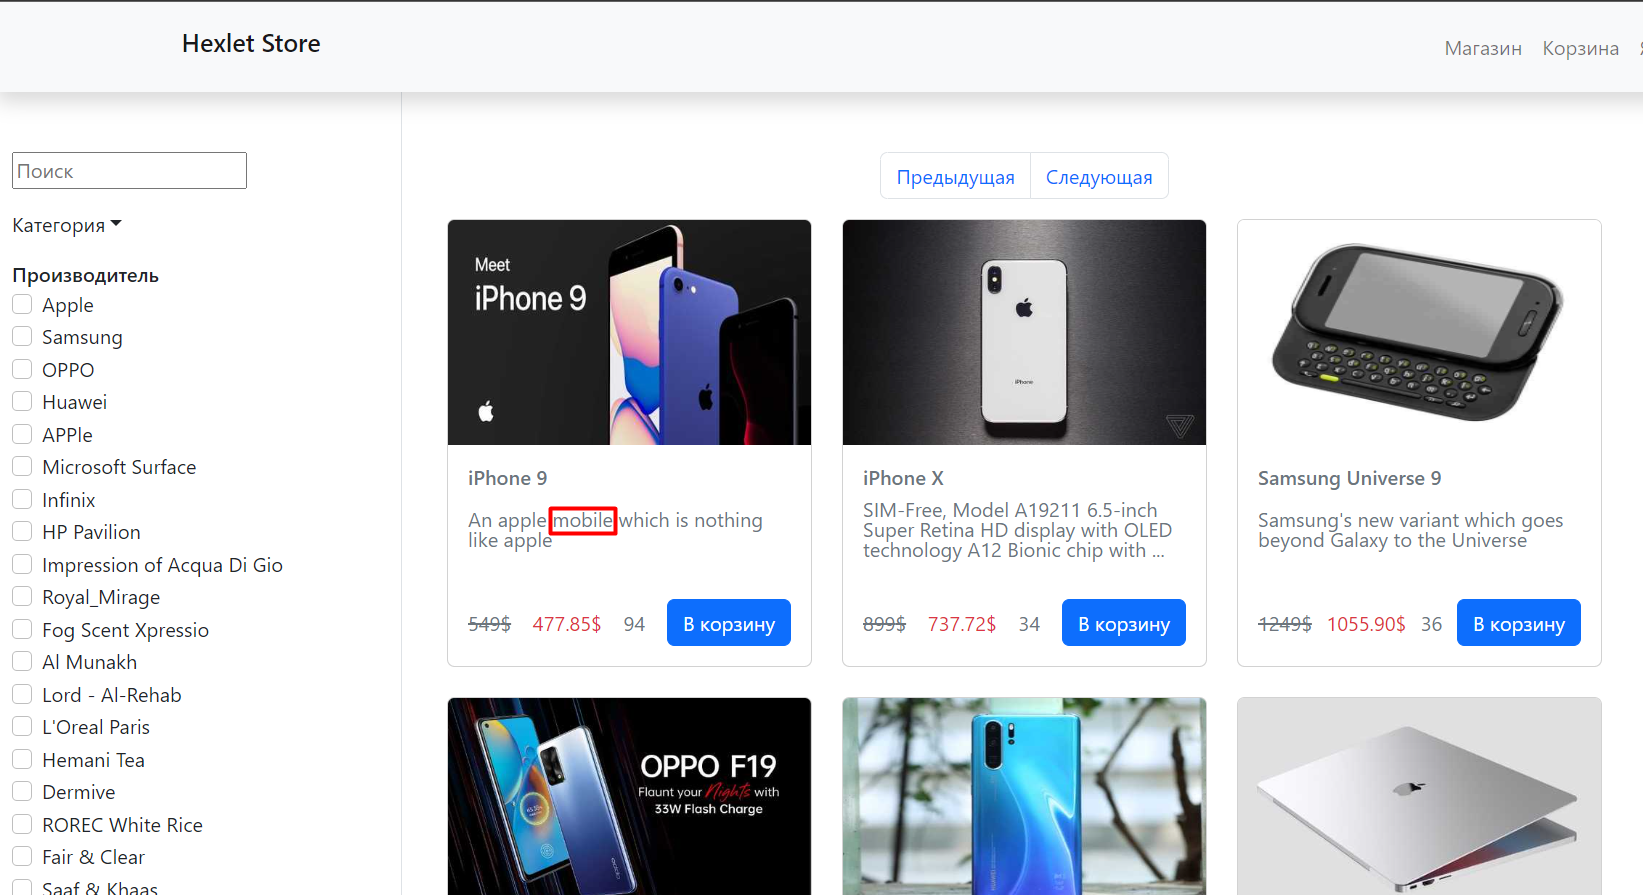 Hexlet Store
Магазин
Корзина
Поиск
Категория
Производитель
Apple
Samsung
OPPO
Huawei
APPle
Microsoft Surface
Infinix
HP Pavilion
Impression of Acqua Di Gio
Royal_Mirage
Fog Scent Xpressio
Al Munakh
Lord - Al-Rehab
L'Oreal Paris
Hemani Tea
Dermive
ROREC White Rice
Fair & Clear
Saaf & Khaas
Предыдущая
Следующая
Meet
iPhone 9
iPhone 9
An apple mobile which is nothing
like apple
549$ 477.85$ 94 В корзину
iPhone
iPhone X
SIM-Free, Model A19211 6.5-inch
Super Retina HD display with OLED
technology A12 Bionic chip with ...
899$ 737.72$ 34 В корзину
Samsung Universe 9
Samsung's new variant which goes
beyond Galaxy to the Universe
1249$ 1055.90$ 36 В корзину
OPPO F19
Flaunt your Nights with
33W Flash Charge